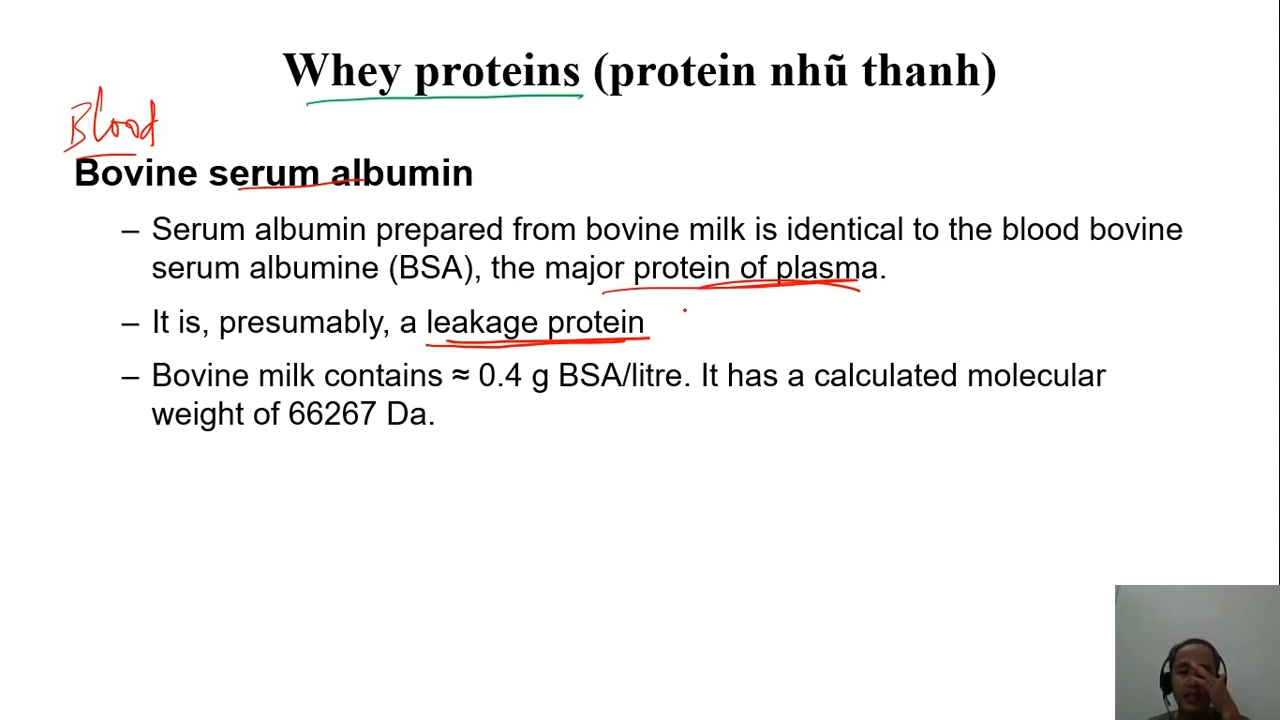 Whey proteins (protein nhũ thanh)
Blood
Bovine serum albumin
– Serum albumin prepared from bovine milk is identical to the blood bovine
serum albumine (BSA), the major protein of plasma.
– It is, presumably, a leakage protein
– Bovine milk contains ≈ 0.4 g BSA/litre. It has a calculated molecular
weight of 66267 Da.